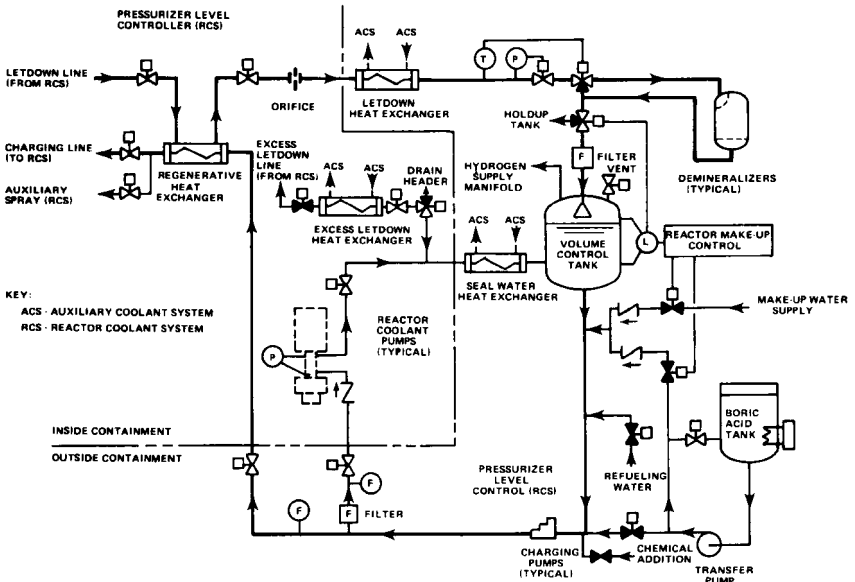 PRESSURIZER LEVEL
CONTROLLER (RCS)
ACS
ACS
LETDOWN LINE
(FROM RCS)
ORIFICE
LETDOWN
HEAT EXCHANGER
T
P
HOLDUP
TANK
F
FILTER
VENT
DEMINERALIZERS
(TYPICAL)
CHARGING LINE
(TO RCS)
AUXILIARY
SPRAY (RCS)
REGENERATIVE
HEAT
EXCHANGER
EXCESS
LETDOWN
LINE
(FROM RCS)
ACS
ACS
DRAIN
HEADER
EXCESS LETDOWN
HEAT EXCHANGER
HYDROGEN
SUPPLY
MANIFOLD
ACS
ACS
SEAL WATER
HEAT EXCHANGER
VOLUME
CONTROL
TANK
L
REACTOR MAKE-UP
CONTROL
MAKE-UP WATER
SUPPLY
KEY:
ACS - AUXILIARY COOLANT SYSTEM
RCS - REACTOR COOLANT SYSTEM
REACTOR
COOLANT
PUMPS
(TYPICAL)
P
INSIDE CONTAINMENT
OUTSIDE CONTAINMENT
BORIC
ACID
TANK
REFUELING
WATER
PRESSURIZER
LEVEL
CONTROL (RCS)
F
F
F
FILTER
CHARGING
PUMPS
(TYPICAL)
CHEMICAL
ADDITION
TRANSFER
PUMP